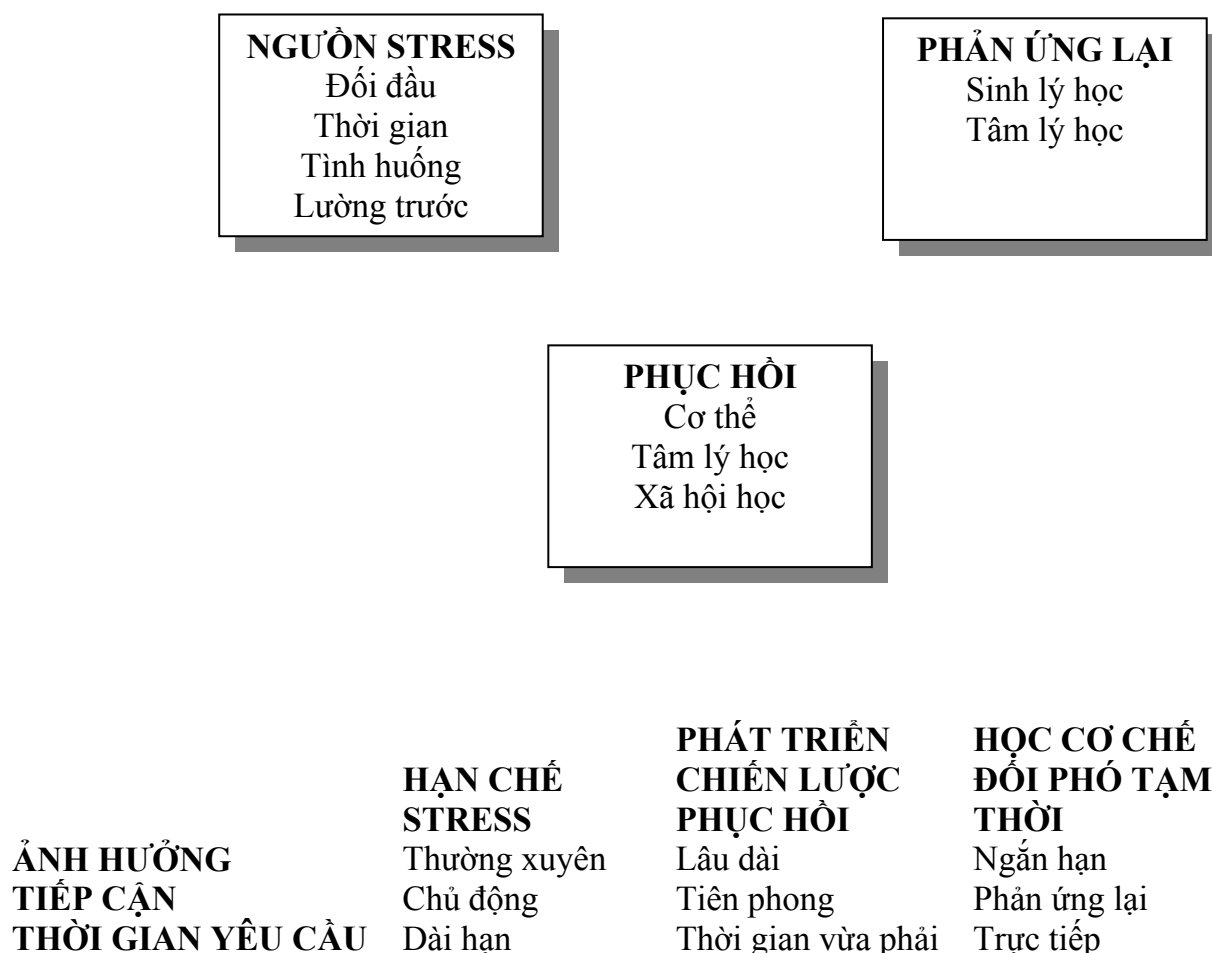 NGƯỒN STRESS
Đối đầu
Thời gian
Tình huống
Lường trước
PHẢN ỨNG LẠI
Sinh lý học
Tâm lý học
PHỤC HỒI
Cơ thể
Tâm lý học
Xã hội học
HẠN CHẾ
STRESS
PHÁT TRIỂN
CHIẾN LƯỢC
PHỤC HỒI
HỌC CƠ CHẾ
ĐỐI PHÓ TẠM
THỜI
ẢNH HƯỞNG Thường xuyên Lâu dài Ngắn hạn
TIẾP CẬN Chủ động Tiên phong Phản ứng lại
THỜI GIAN YÊU CẦU Dài hạn Thời gian vừa phải Trực tiếp